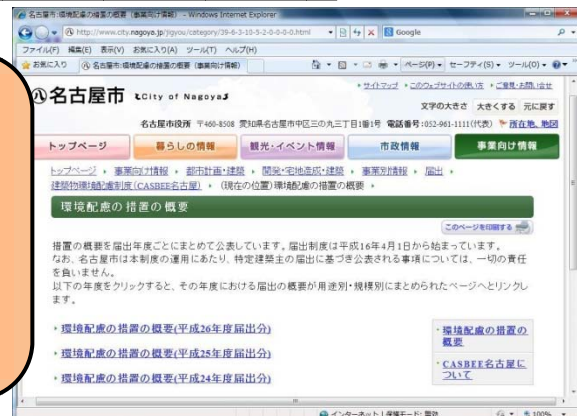 名古屋市:環境配慮の措置の概要 (事業向け情報) - Windows Internet Explorer
http://www.city.nagoya.jp/jigyou/category/39-6-3-10-5-2-0-0-0-0.html
Google
ファイル(F) 編集(E) 表示(V) お気に入り(A) ツール(T) ヘルプ(H)
お気に入り 名古屋市:環境配慮の措置の概要 (事業向け情報)
ページ(P) セーフティ(S) ツール(O)
サイトマップ このウェブサイトの使い方 ご意見・お問い合せ
名古屋市 City of Nagoya
文字の大きさ 大きくする 元に戻す
名古屋市役所 〒460-8508 愛知県名古屋市中区三の丸三丁目1番1号 電話番号:052-961-1111(代表) 所在地、地図
トップページ 暮らしの情報 観光・イベント情報 市政情報 事業向け情報
トップページ 事業向け情報 都市計画・建築 開発・宅地造成・建築 事業別情報 届出
建築物環境配慮制度(CASBEE名古屋) (現在の位置)環境配慮の措置の概要
環境配慮の措置の概要
このページを印刷する
措置の概要を届出年度ごとにまとめて公表しています。届出制度は平成16年4月1日から始まっています。
なお、名古屋市は本制度の運用にあたり、特定建築主の届出に基づき公表される事項については、一切の責任
を負いません。
以下の年度をクリックすると、その年度における届出の概要が用途別・規模別にまとめられたページへとリンクし
ます。
環境配慮の措置の概要(平成26年度届出分)
環境配慮の措置の概要(平成25年度届出分)
環境配慮の措置の概要(平成24年度届出分)
環境配慮の措置の
概要
CASBEE名古屋に
ついて
インターネット | 保護モード: 無効
100%